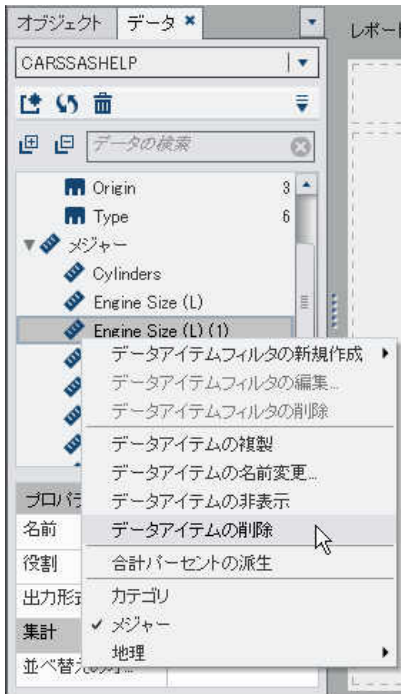 オブジェクト データ レポート
CARSSASHELP
データの検索
Origin 3
Type 6
メジャー
Cylinders
Engine Size (L)
Engine Size (L) (1)
データアイテムフィルタの新規作成
データアイテムフィルタの編集...
データアイテムフィルタの削除
データアイテムの複製
データアイテムの名前変更...
データアイテムの非表示
プロパテ
データアイテムの削除
名前
役割
合計パーセントの派生
出力形式
カテゴリ
集計
メジャー
地理
並べ替え